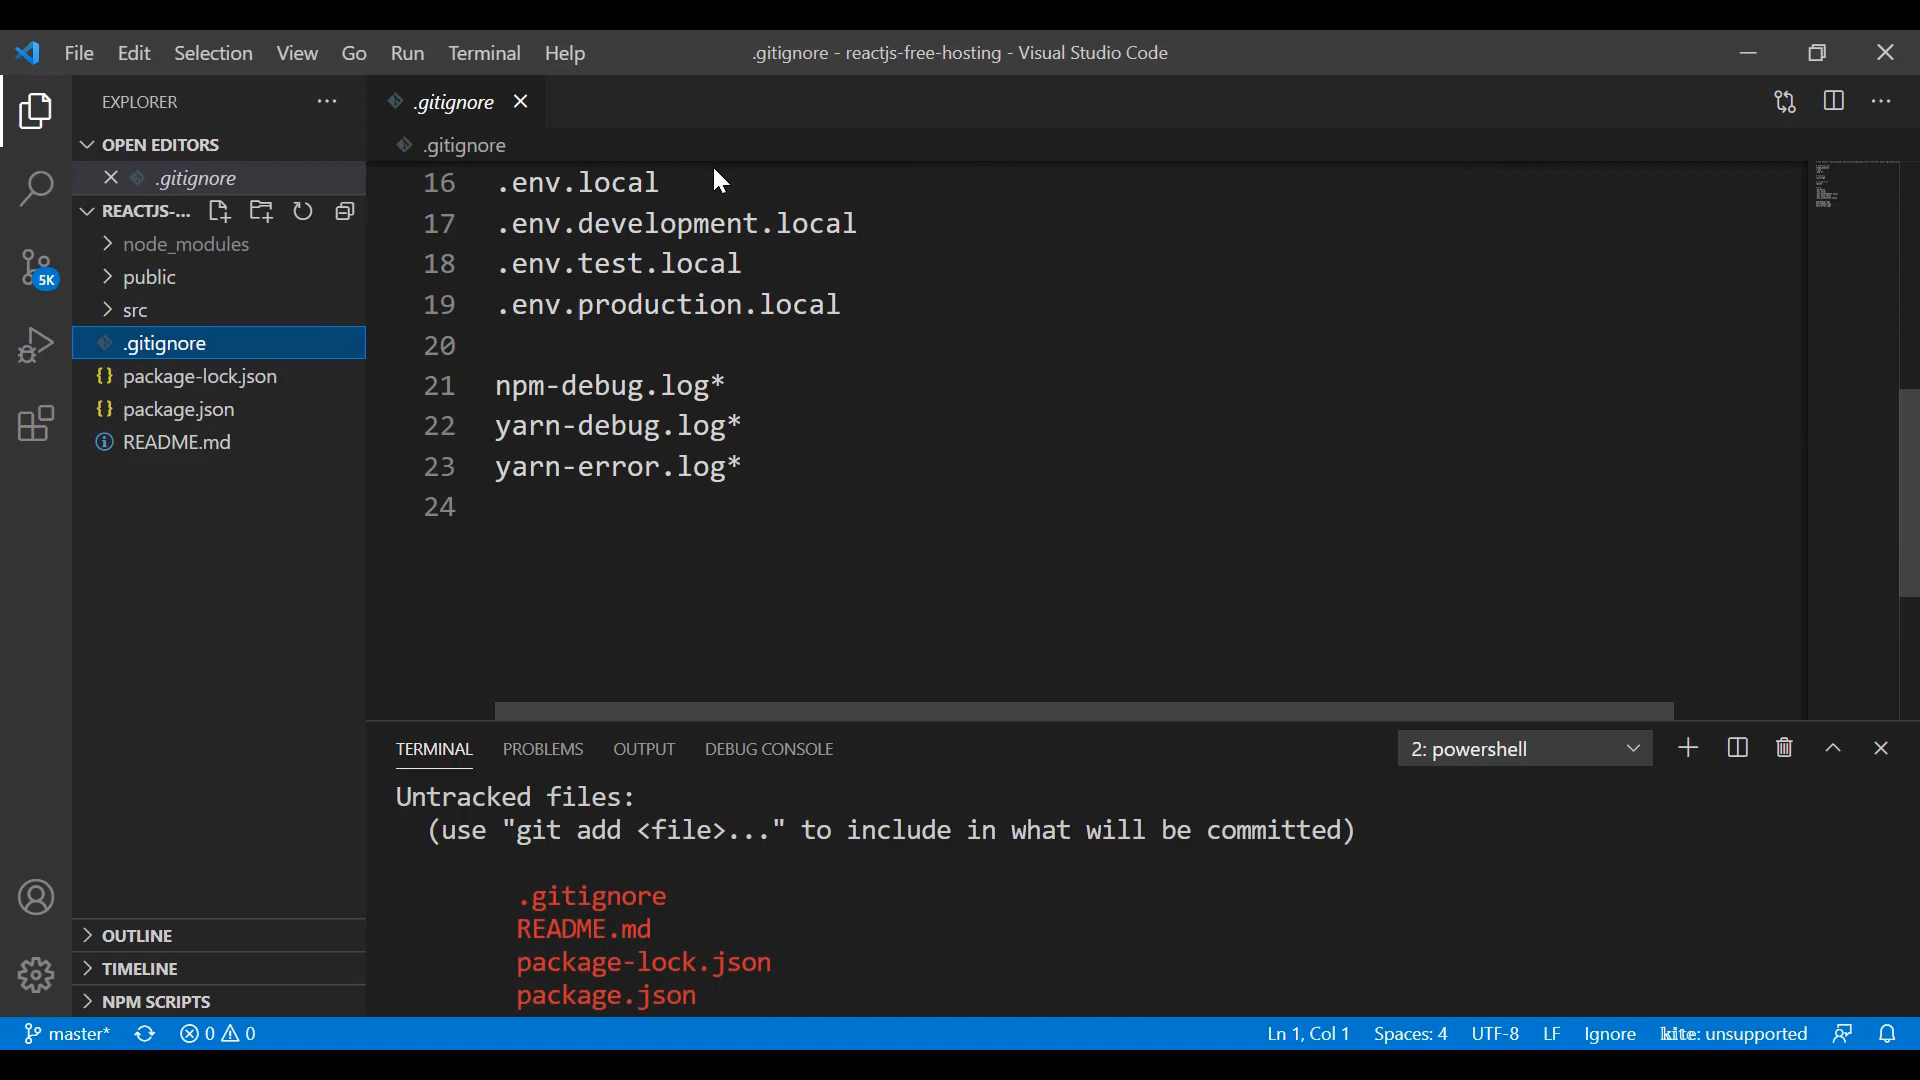 File Edit Selection View Go Run Terminal Help
.gitignore - reactjs-free-hosting - Visual Studio Code
EXPLORER
OPEN EDITORS
.gitignore
REACTJS-...
node_modules
public
src
.gitignore
package-lock.json
package.json
README.md
OUTLINE
TIMELINE
NPM SCRIPTS
5K
.gitignore
.gitignore
16 .env.local
17 .env.development.local
18 .env.test.local
19 .env.production.local
20
21 npm-debug.log*
22 yarn-debug.log*
23 yarn-error.log*
24
TERMINAL PROBLEMS OUTPUT DEBUG CONSOLE
2: powershell
Untracked files:
(use "git add <file>..." to include in what will be committed)
.gitignore
README.md
package-lock.json
package.json
master* 0 0
Ln 1, Col 1 Spaces: 4 UTF-8 LF Ignore kite: unsupported